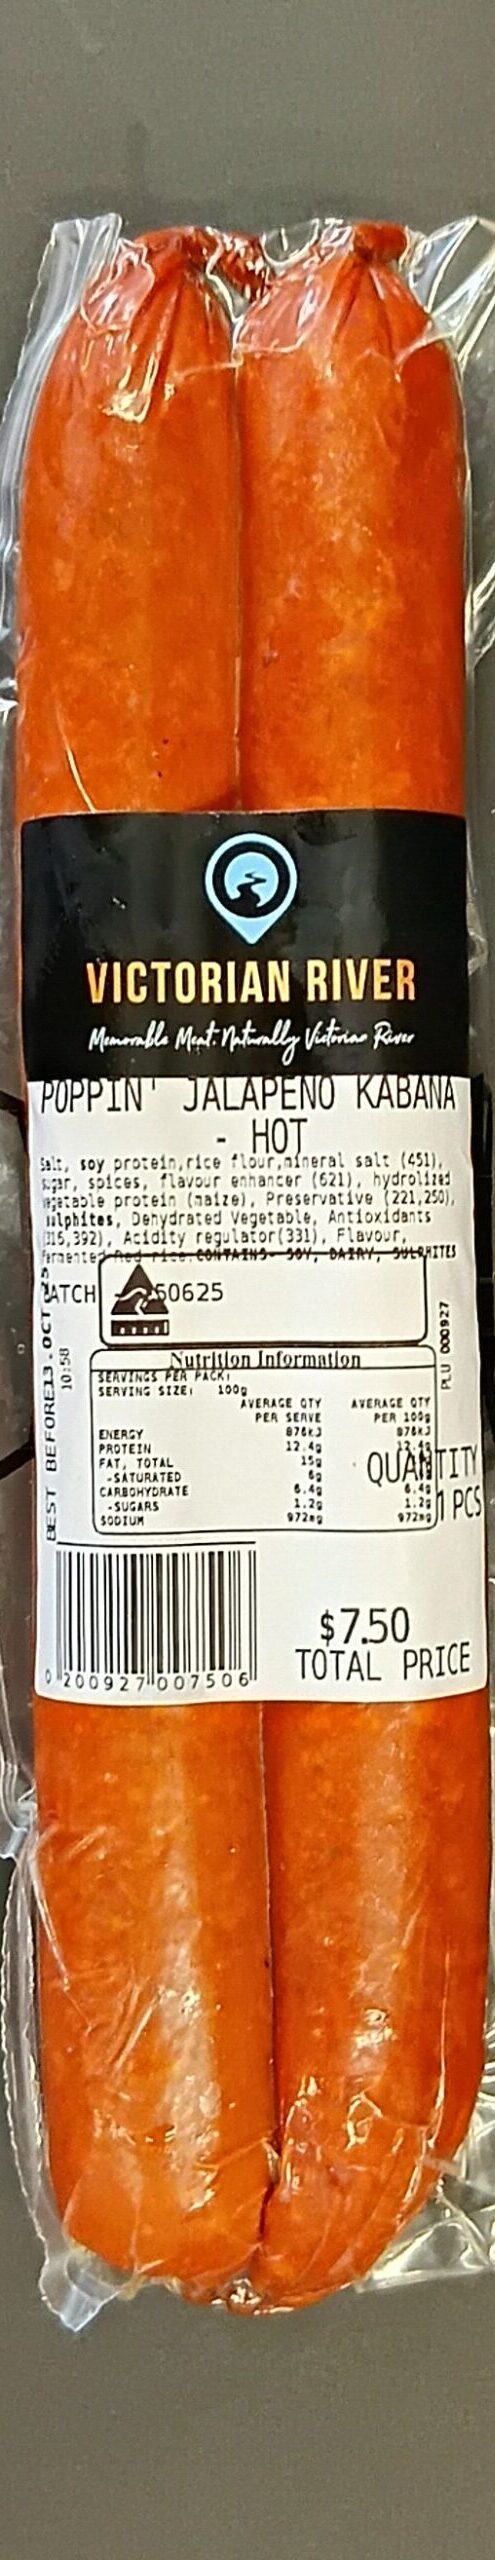 VICTORIAN RIVER
Memorable Meat. Naturally Victorian River
POPPIN' JALAPENO KABANA
- HOT
Salt, soy protein,rice flour,mineral salt (451),
sugar, spices, flavour enhancer (621), hydrolized
vegetable protein (maize), Preservative (221,250),
sulphites, Dehydrated Vegetable, Antioxidants
(316,392), Acidity regulator(331), Flavour,
Fermented Red rice.CONTAINS- SOY, DAIRY, SULPHITES
BATCH 50625
BEST BEFORE13.OCT
10:58
PLU 000927
Nutrition Information
SERVINGS PER PACK:
SERVING SIZE: 100g
AVERAGE QTY AVERAGE QTY
PER SERVE PER 100g
ENERGY 876kJ 876kJ
PROTEIN 12.4g 12.4g
FAT, TOTAL 15g
-SATURATED 6g
CARBOHYDRATE 6.4g 6.4g
-SUGARS 1.2g 1.2g
SODIUM 972mg 972mg
QUANTITY
1 PCS
0 200927 007506
$7.50
TOTAL PRICE